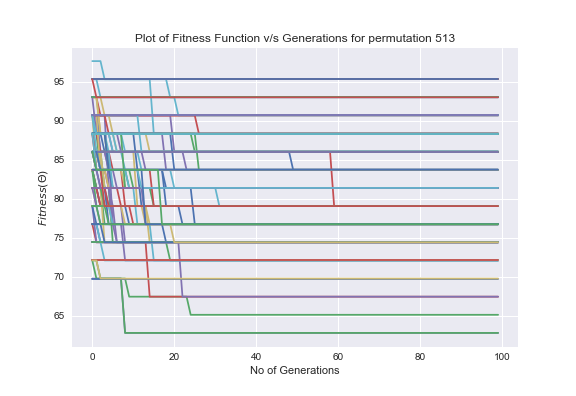 Plot of Fitness Function v/s Generations for permutation 513
95
90
85
80
75
70
65
Fitness(Θ)
0 20 40 60 80 100
No of Generations